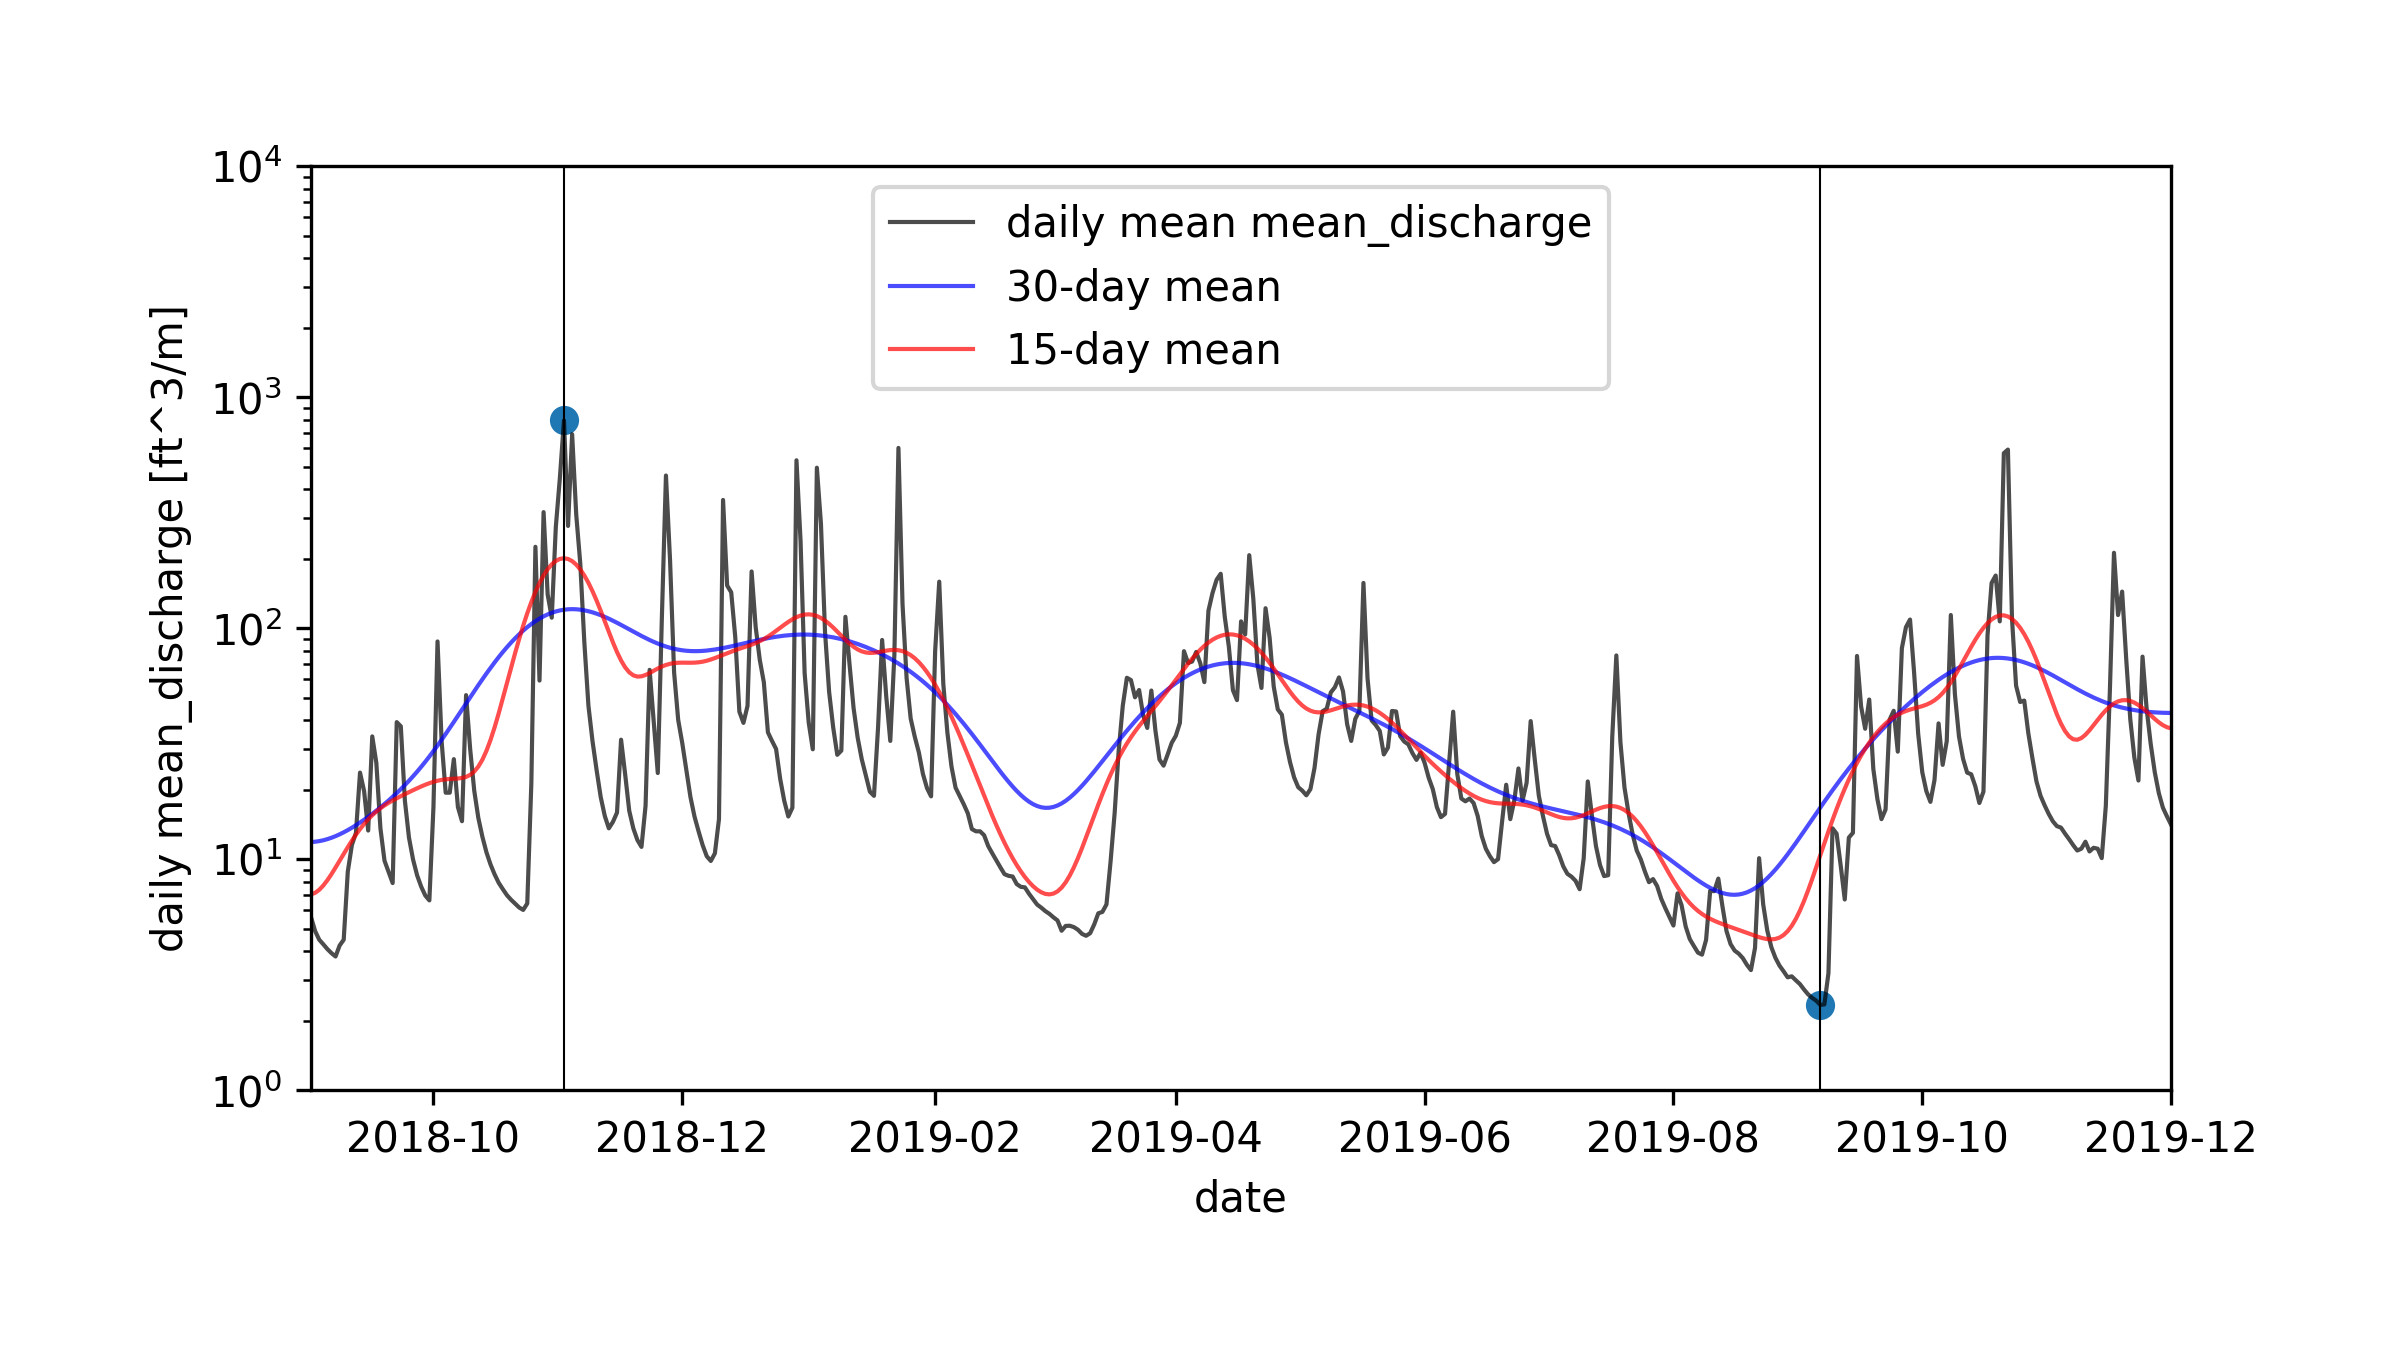 10^4
10^3
10^2
10^1
10^0
daily mean_discharge [ft^3/m]
daily mean mean_discharge
30-day mean
15-day mean
2018-10 2018-12 2019-02 2019-04 2019-06 2019-08 2019-10 2019-12
date